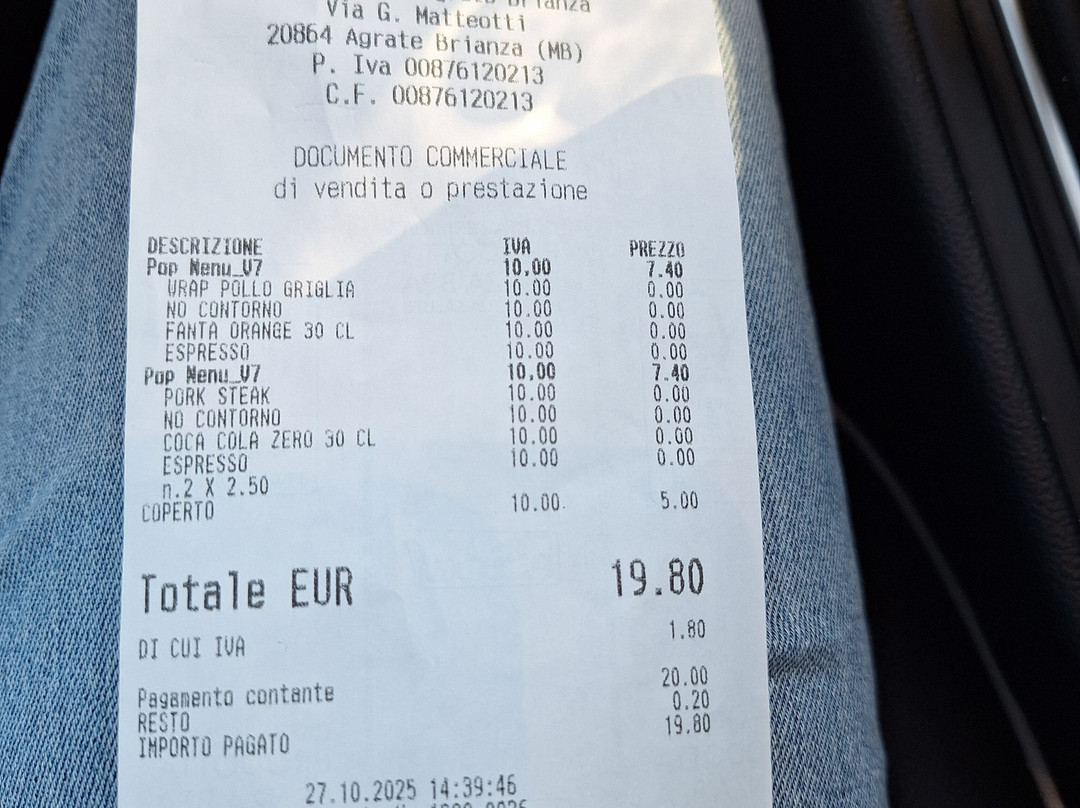 Brianza
Via G. Matteotti
20864 Agrate Brianza (MB)
P. Iva 00876120213
C.F. 00876120213
DOCUMENTO COMMERCIALE
di vendita o prestazione
DESCRIZIONE IVA PREZZO
Pop Menu_V7 10.00 7.40
WRAP POLLO GRIGLIA 10.00 0.00
NO CONTORNO 10.00 0.00
FANTA ORANGE 30 CL 10.00 0.00
ESPRESSO 10.00 0.00
Pop Menu_V7 10.00 7.40
PORK STEAK 10.00 0.00
NO CONTORNO 10.00 0.00
COCA COLA ZERO 30 CL 10.00 0.00
ESPRESSO 10.00 0.00
n.2 X 2.50
COPERTO 10.00 5.00
Totale EUR 19.80
DI CUI IVA 1.80
Pagamento contante 20.00
RESTO 0.20
IMPORTO PAGATO 19.80
27.10.2025 14:39:46